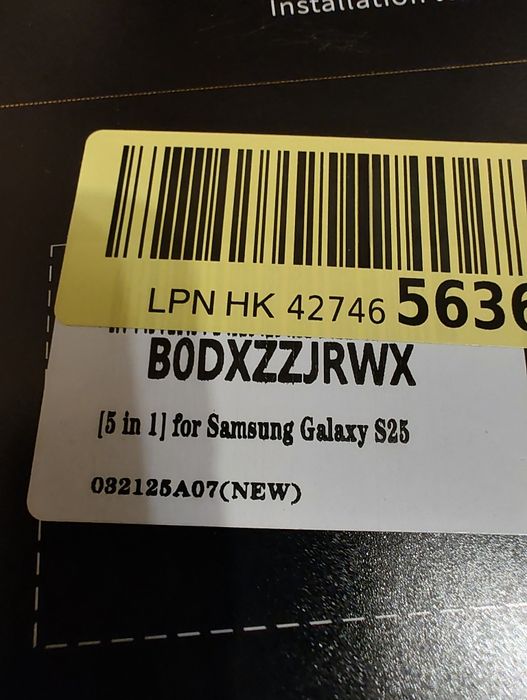 Installation
LPN HK 42746 5636
B0DXZZJRWX
[5 in 1] for Samsung Galaxy S25
032125A07(NEW)